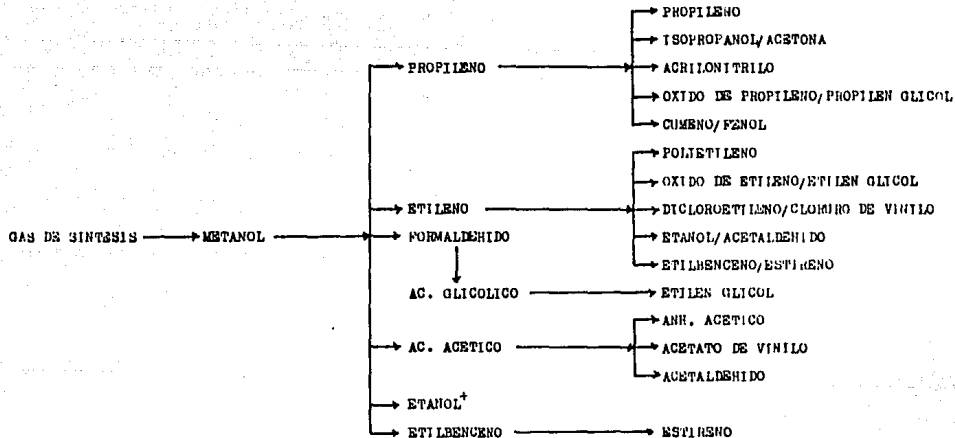 PROPILENO
ISOPROPANOL/ACETONA
PROPILENO
ACRILONITRILO
OXIDO DE PROPILENO/PROPILEN GLICOL
CUMENO/FENOL
POLIETILENO
OXIDO DE ETILENO/ETILEN GLICOL
ETILENO
DICLOROETILENO/CLORURO DE VINILO
GAS DE SINTESIS
METANOL
FORMALDEHIDO
ETANOL/ACETALDEHIDO
ETILBENCENO/ESTIRENO
AC. GLICOLICO
ETILEN GLICOL
ANH. ACETICO
AC. ACETICO
ACETATO DE VINILO
ACETALDEHIDO
ETANOL+
ETILBENCENO
ESTIRENO